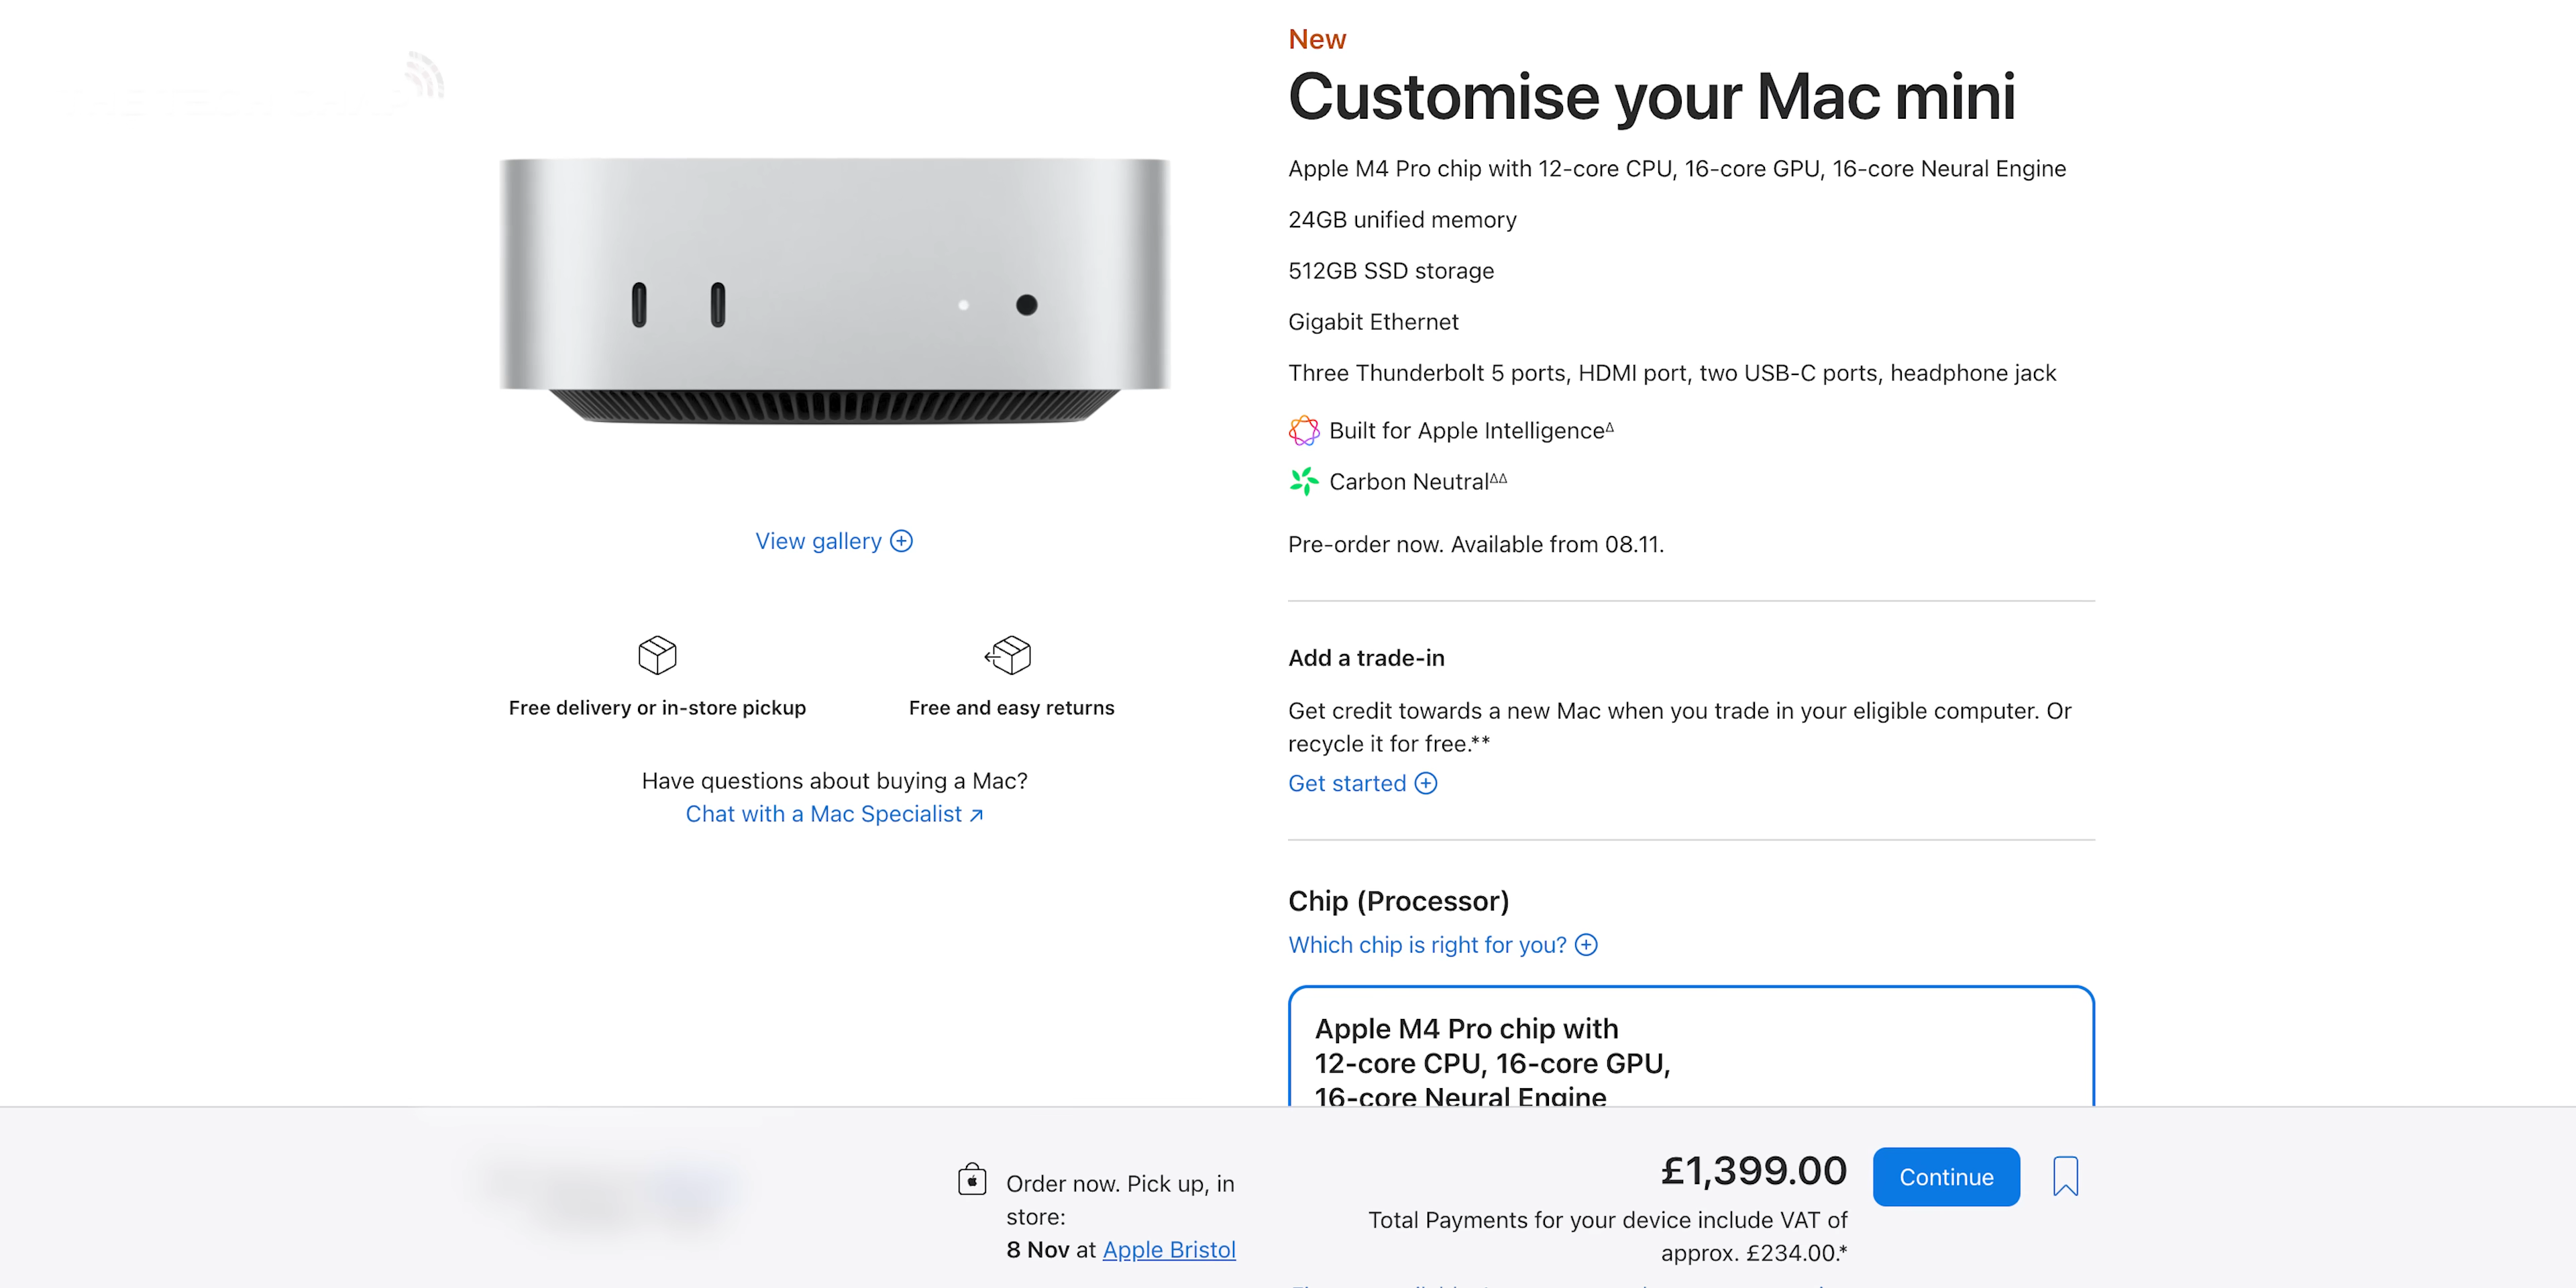 New
Customise your Mac mini
Apple M4 Pro chip with 12-core CPU, 16-core GPU, 16-core Neural Engine
24GB unified memory
512GB SSD storage
Gigabit Ethernet
Three Thunderbolt 5 ports, HDMI port, two USB-C ports, headphone jack
Built for Apple Intelligence∆
Carbon Neutral∆∆
Pre-order now. Available from 08.11.
View gallery
Free delivery or in-store pickup
Free and easy returns
Have questions about buying a Mac?
Chat with a Mac Specialist ↗
Add a trade-in
Get credit towards a new Mac when you trade in your eligible computer. Or
recycle it for free.**
Get started
Chip (Processor)
Which chip is right for you?
Apple M4 Pro chip with
12-core CPU, 16-core GPU,
16-core Neural Engine
Order now. Pick up, in
store:
8 Nov at Apple Bristol
£1,399.00
Total Payments for your device include VAT of
approx. £234.00.*
Continue